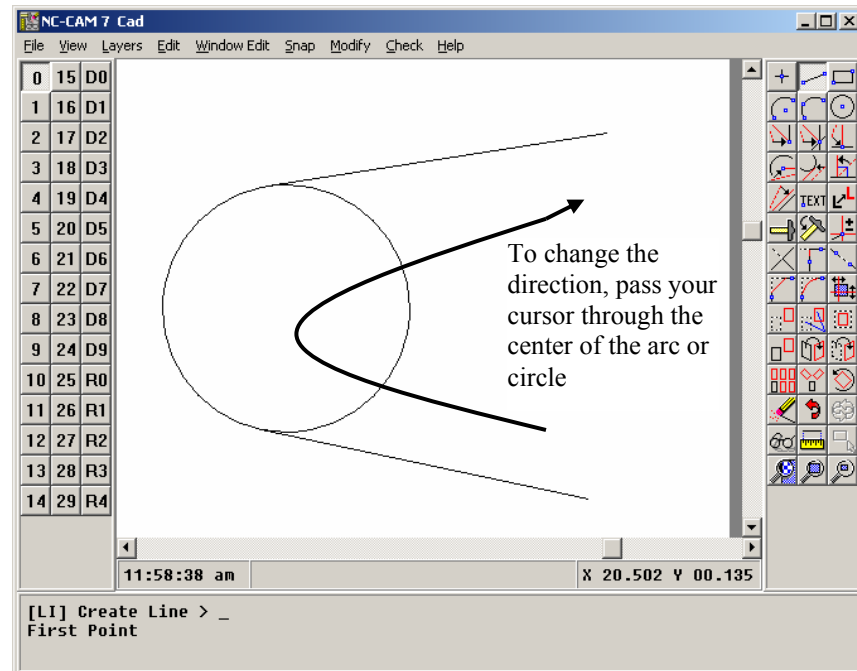 NC-CAM 7 Cad
File View Layers Edit Window Edit Snap Modify Check Help
0 15 D0
1 16 D1
2 17 D2
3 18 D3
4 19 D4
5 20 D5
6 21 D6
7 22 D7
8 23 D8
9 24 D9
10 25 R0
11 26 R1
12 27 R2
13 28 R3
14 29 R4
TEXT L
To change the
direction, pass your
cursor through the
center of the arc or
circle
11:58:38 am
X 20.502 Y 00.135
[LI] Create Line > _
First Point